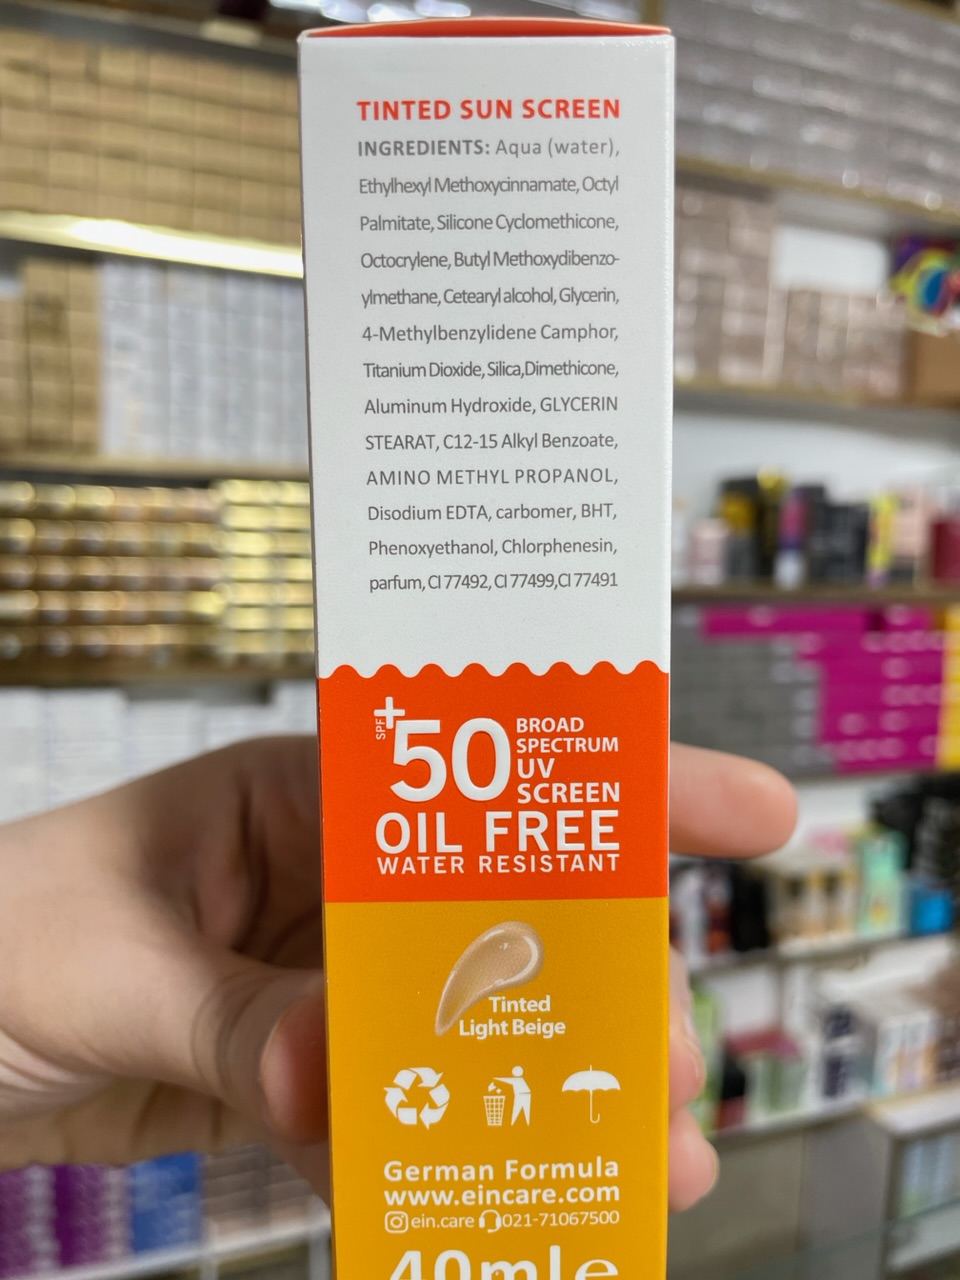 TINTED SUN SCREEN
INGREDIENTS: Aqua (water),
Ethylhexyl Methoxycinnamate, Octyl
Palmitate, Silicone Cyclomethicone,
Octocrylene, Butyl Methoxydibenzo-
ylmethane, Cetearyl alcohol, Glycerin,
4-Methylbenzylidene Camphor,
Titanium Dioxide, Silica,Dimethicone,
Aluminum Hydroxide, GLYCERIN
STEARAT, C12-15 Alkyl Benzoate,
AMINO METHYL PROPANOL,
Disodium EDTA, carbomer, BHT,
Phenoxyethanol, Chlorphenesin,
parfum, CI 77492, CI 77499,CI 77491
SPF +50 BROAD
SPECTRUM
UV
SCREEN
OIL FREE
WATER RESISTANT
Tinted
Light Beige
German Formula
www.eincare.com
ein.care 021-71067500
40ml e